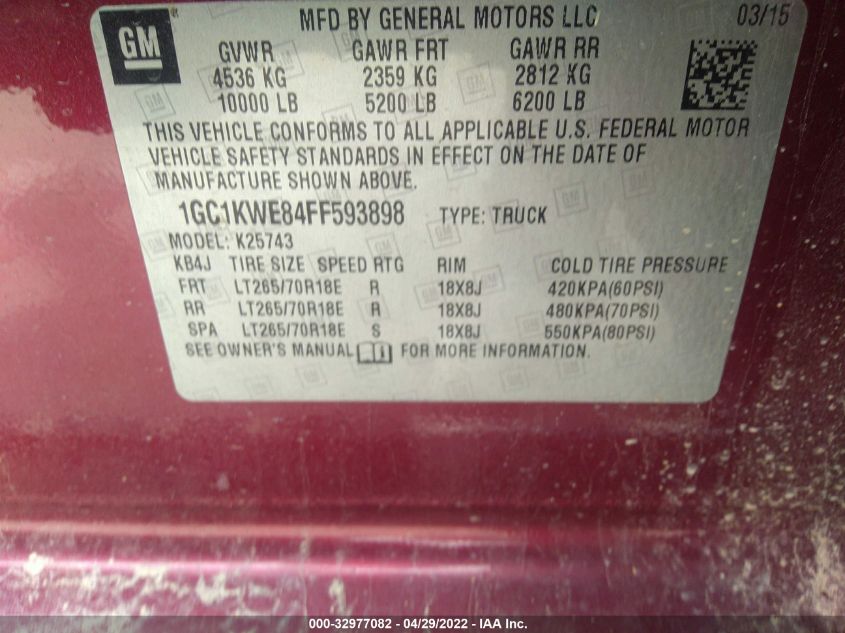 MFD BY GENERAL MOTORS LLC 03/15
GM
GVWR GAWR FRT GAWR RR
4536 KG 2359 KG 2812 KG
10000 LB 5200 LB 6200 LB
THIS VEHICLE CONFORMS TO ALL APPLICABLE U.S. FEDERAL MOTOR
VEHICLE SAFETY STANDARDS IN EFFECT ON THE DATE OF
MANUFACTURE SHOWN ABOVE.
1GC1KWE84FF593898 TYPE: TRUCK
MODEL: K25743
KB4J TIRE SIZE SPEED RTG RIM COLD TIRE PRESSURE
FRT LT265/70R18E R 18X8J 420KPA(60PSI)
RR LT265/70R18E R 18X8J 480KPA(70PSI)
SPA LT265/70R18E S 18X8J 550KPA(80PSI)
SEE OWNER'S MANUAL FOR MORE INFORMATION.
000-32977082 - 04/29/2022 - IAA Inc.